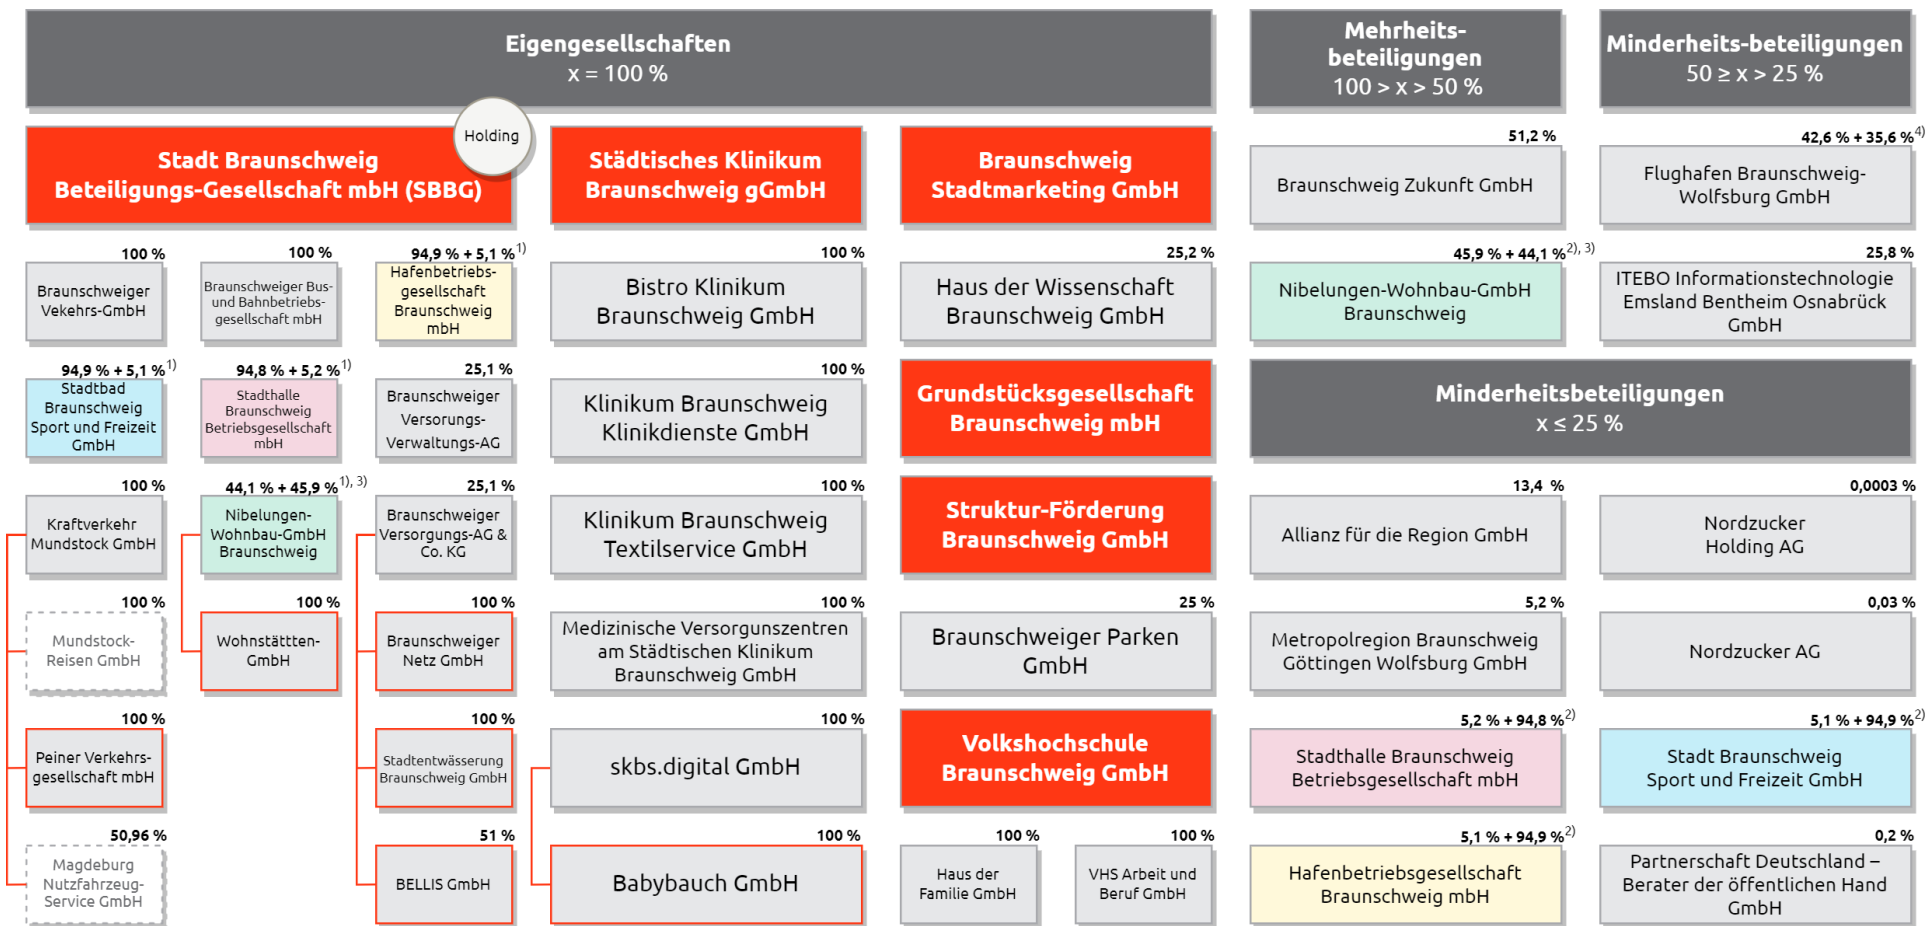 Eigengesellschaften
x = 100 %
Mehrheits-
beteiligungen
100 > x > 50 %
Minderheits-beteiligungen
50 ≥ x > 25 %
Holding
Stadt Braunschweig
Beteiligungs-Gesellschaft mbH (SBBG)
Städtisches Klinikum
Braunschweig gGmbH
Braunschweig
Stadtmarketing GmbH
51,2 %
Braunschweig Zukunft GmbH
42,6 % + 35,6 %4)
Flughafen Braunschweig-
Wolfsburg GmbH
100 %
Braunschweiger
Vekehrs-GmbH
100 %
Braunschweiger Bus-
und Bahnbetriebs-
gesellschaft mbH
94,9 % + 5,1 %1)
Hafenbetriebs-
gesellschaft
Braunschweig
mbH
100 %
Bistro Klinikum
Braunschweig GmbH
25,2 %
Haus der Wissenschaft
Braunschweig GmbH
45,9 % + 44,1 %2), 3)
Nibelungen-Wohnbau-GmbH
Braunschweig
25,8 %
ITEBO Informationstechnologie
Emsland Bentheim Osnabrück
GmbH
94,9 % + 5,1 %1)
Stadtbad
Braunschweig
Sport und Freizeit
GmbH
94,8 % + 5,2 %1)
Stadthalle
Braunschweig
Betriebsgesellschaft
mbH
25,1 %
Braunschweiger
Versorungs-
Verwaltungs-AG
100 %
Klinikum Braunschweig
Klinikdienste GmbH
Grundstücksgesellschaft
Braunschweig mbH
Minderheitsbeteiligungen
x ≤ 25 %
100 %
Kraftverkehr
Mundstock GmbH
44,1 % + 45,9 %1), 3)
Nibelungen-
Wohnbau-GmbH
Braunschweig
25,1 %
Braunschweiger
Versorgungs-AG &
Co. KG
100 %
Klinikum Braunschweig
Textilservice GmbH
Struktur-Förderung
Braunschweig GmbH
13,4  %
Allianz für die Region GmbH
0,0003 %
Nordzucker
Holding AG
100 %
Mundstock-
Reisen GmbH
100 %
Wohnstättten-
GmbH
100 %
Braunschweiger
Netz GmbH
100 %
Medizinische Versorgunszentren
am Städtischen Klinikum
Braunschweig GmbH
25 %
Braunschweiger Parken
GmbH
5,2 %
Metropolregion Braunschweig
Göttingen Wolfsburg GmbH
0,03 %
Nordzucker AG
100 %
Peiner Verkehrs-
gesellschaft mbH
100 %
Stadtentwässerung
Braunschweig GmbH
100 %
skbs.digital GmbH
Volkshochschule
Braunschweig GmbH
5,2 % + 94,8 %2)
Stadthalle Braunschweig
Betriebsgesellschaft mbH
5,1 % + 94,9 %2)
Stadt Braunschweig
Sport und Freizeit GmbH
50,96 %
Magdeburg
Nutzfahrzeug-
Service GmbH
51 %
BELLIS GmbH
100 %
Babybauch GmbH
100 %
Haus der
Familie GmbH
100 %
VHS Arbeit und
Beruf GmbH
5,1 % + 94,9 %2)
Hafenbetriebsgesellschaft
Braunschweig mbH
0,2 %
Partnerschaft Deutschland –
Berater der öffentlichen Hand
GmbH